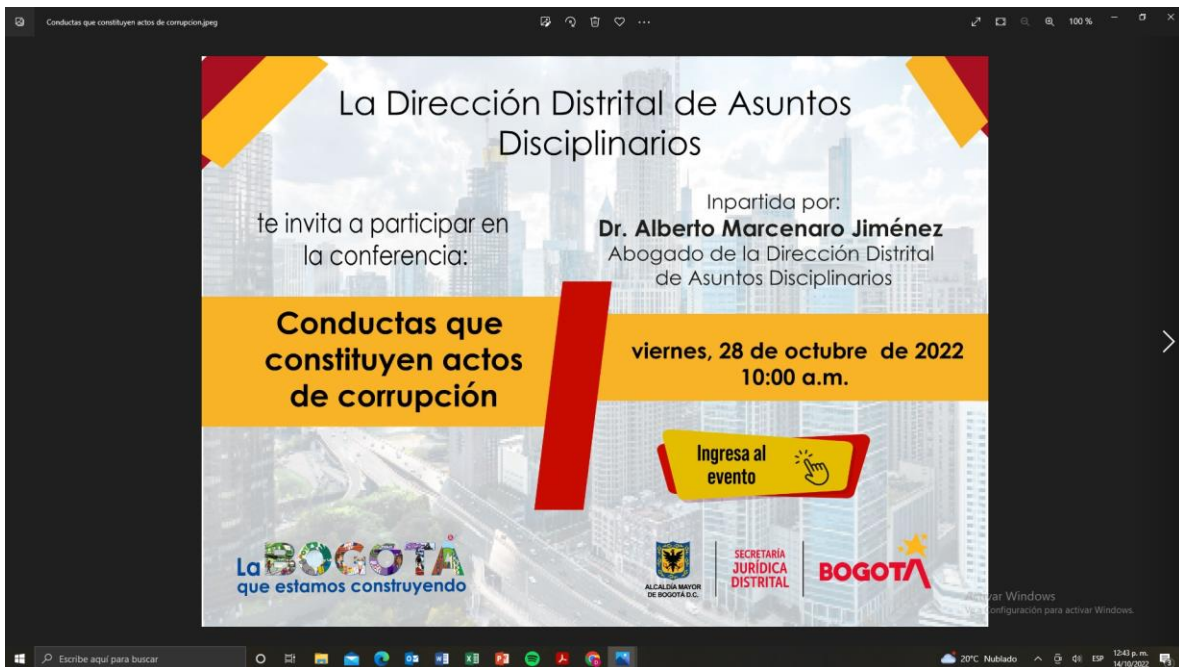 Conductas que constituyen actos de corrupcion.jpeg
100 %
La Dirección Distrital de Asuntos
Disciplinarios
te invita a participar en
la conferencia:
Inpartida por:
Dr. Alberto Marcenaro Jiménez
Abogado de la Dirección Distrital
de Asuntos Disciplinarios
Conductas que
constituyen actos
de corrupción
viernes, 28 de octubre de 2022
10:00 a.m.
Ingresa al
evento
La BOGOTÁ
que estamos construyendo
ALCALDÍA MAYOR
DE BOGOTÁ D.C.
SECRETARÍA
JURÍDICA
DISTRITAL
BOGOTÁ
Activar Windows
configuración para activar Windows.
Escribe aquí para buscar
20°C Nublado
ESP
12:43 p. m.
14/10/2022